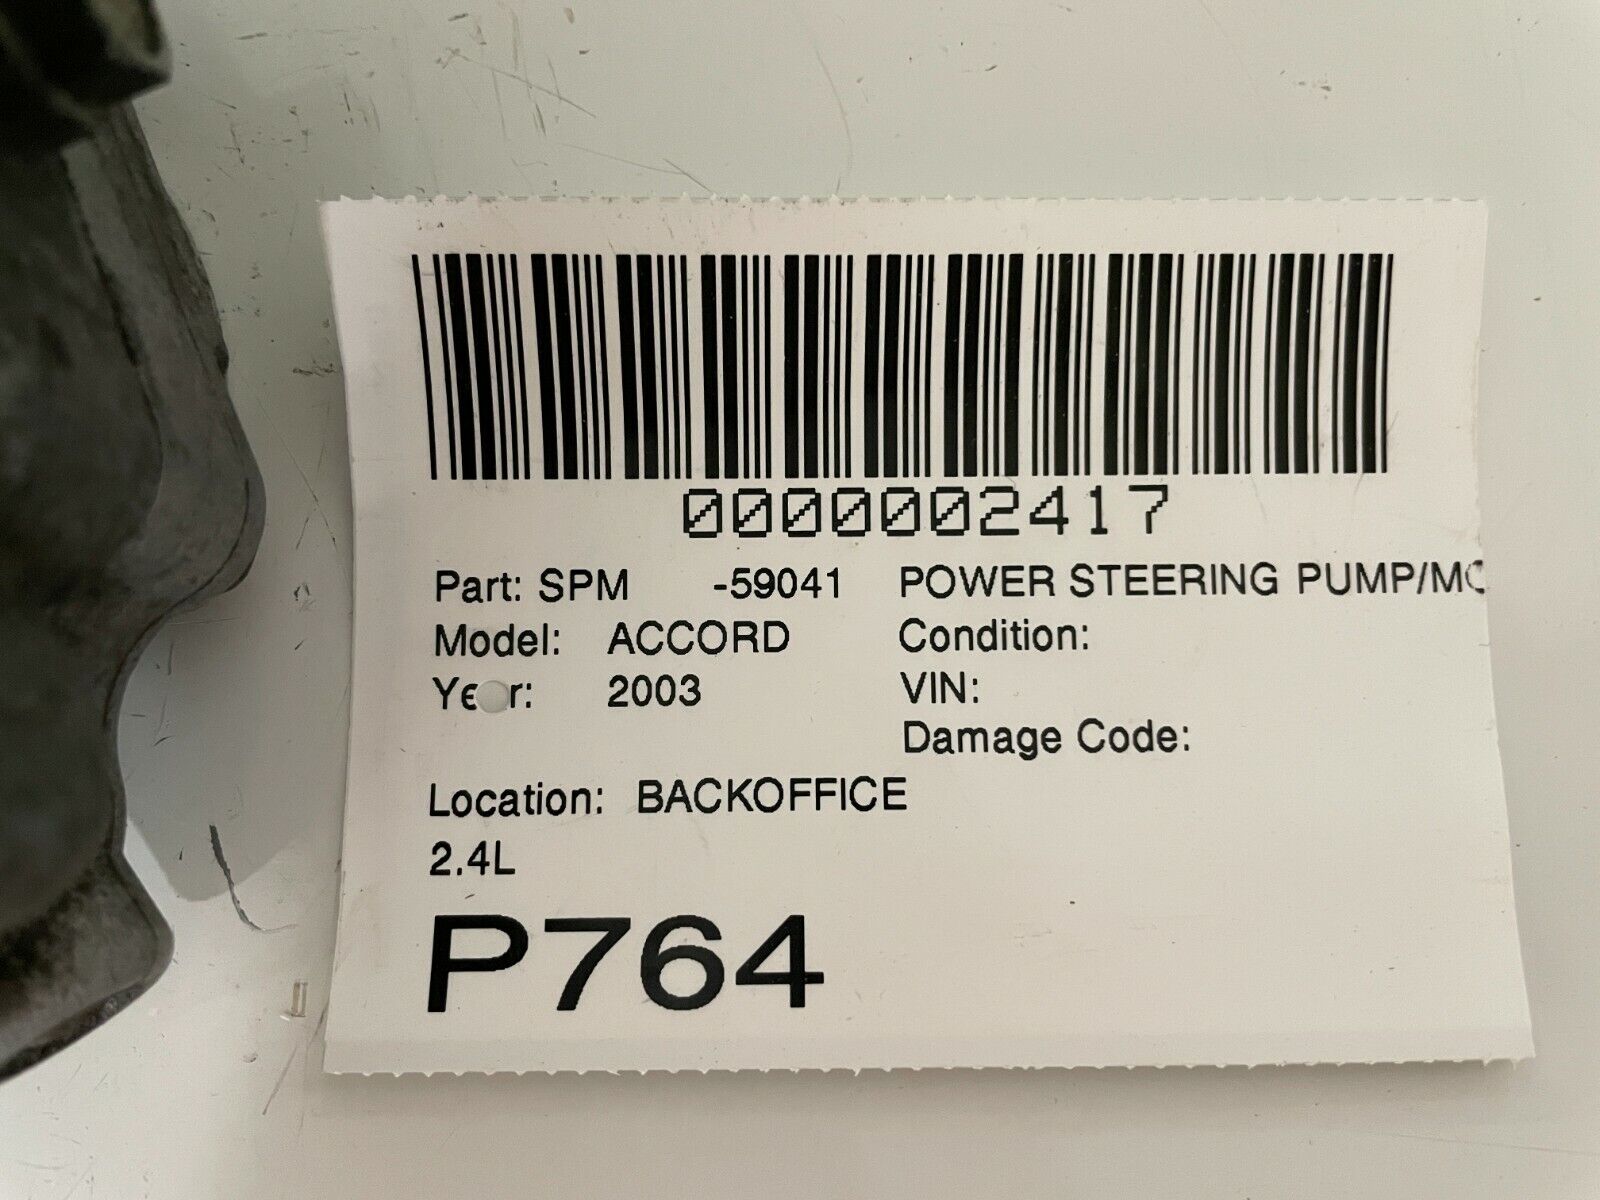 0000002417
Part: SPM -59041 POWER STEERING PUMP/MO
Model: ACCORD Condition:
Year: 2003 VIN:
Damage Code:
Location: BACKOFFICE
2.4L
P764